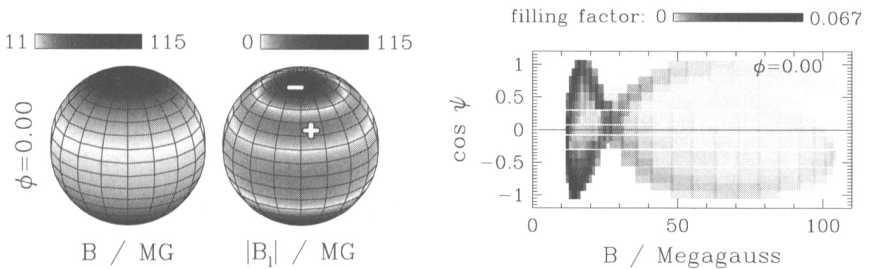 filling factor: 0 0.067
11 115 0 115
φ=0.00
φ=0.00
cos ψ
1
0.5
0
−0.5
−1
0 50 100
B / MG |B₁| / MG B / Megagauss
− +